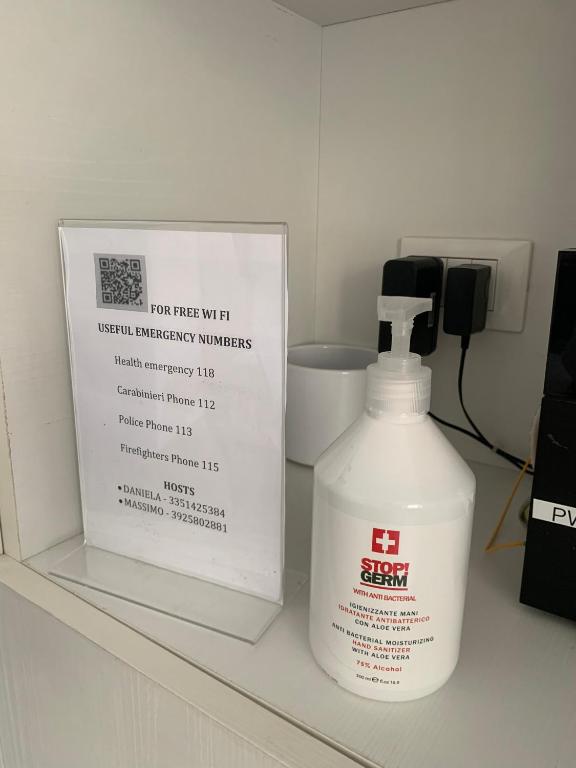 FOR FREE WI FI
USEFUL EMERGENCY NUMBERS
Health emergency 118
Carabinieri Phone 112
Police Phone 113
Firefighters Phone 115
HOSTS
•DANIELA - 3351425384
•MASSIMO - 3925802881
STOP!
GERM
WITH ANTI BACTERIAL
IGIENIZZANTE MANI
IDRATANTE ANTIBATTERICO
CON ALOE VERA
ANTI BACTERIAL MOISTURIZING
HAND SANITIZER
WITH ALOE VERA
75% Alcohol